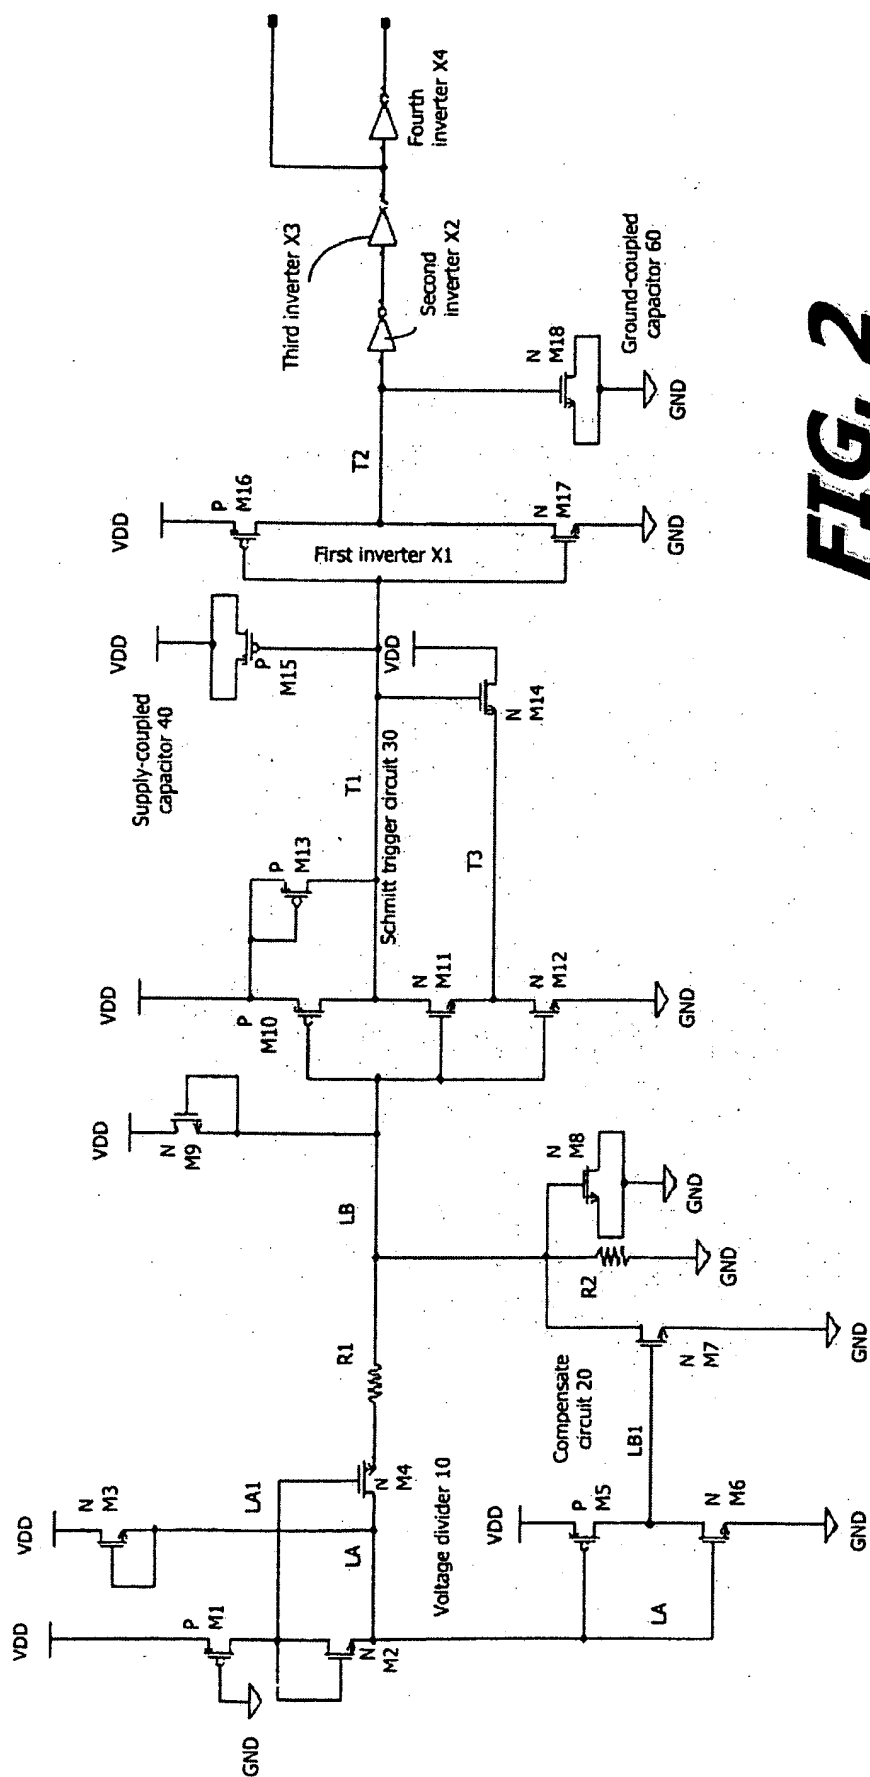 VDD
P
M1
GND
N
M2
VDD
N
M3
LA1
LA
N
M4
Voltage divider 10
R1
LA
VDD
P
M5
N
M6
GND
LB1
Compensate
circuit 20
N
M7
GND
R2
GND
N
M8
GND
LB
VDD
N
M9
VDD
P
M10
N
M11
N
M12
GND
P
M13
T1
Schmitt trigger circuit 30
T3
Supply-coupled
capacitor 40
VDD
P
M15
VDD
N
M14
VDD
P
M16
First inverter X1
N
M17
GND
T2
N
M18
GND
Ground-coupled
capacitor 60
Second
inverter X2
Third inverter X3
Fourth
inverter X4
FIG. 2